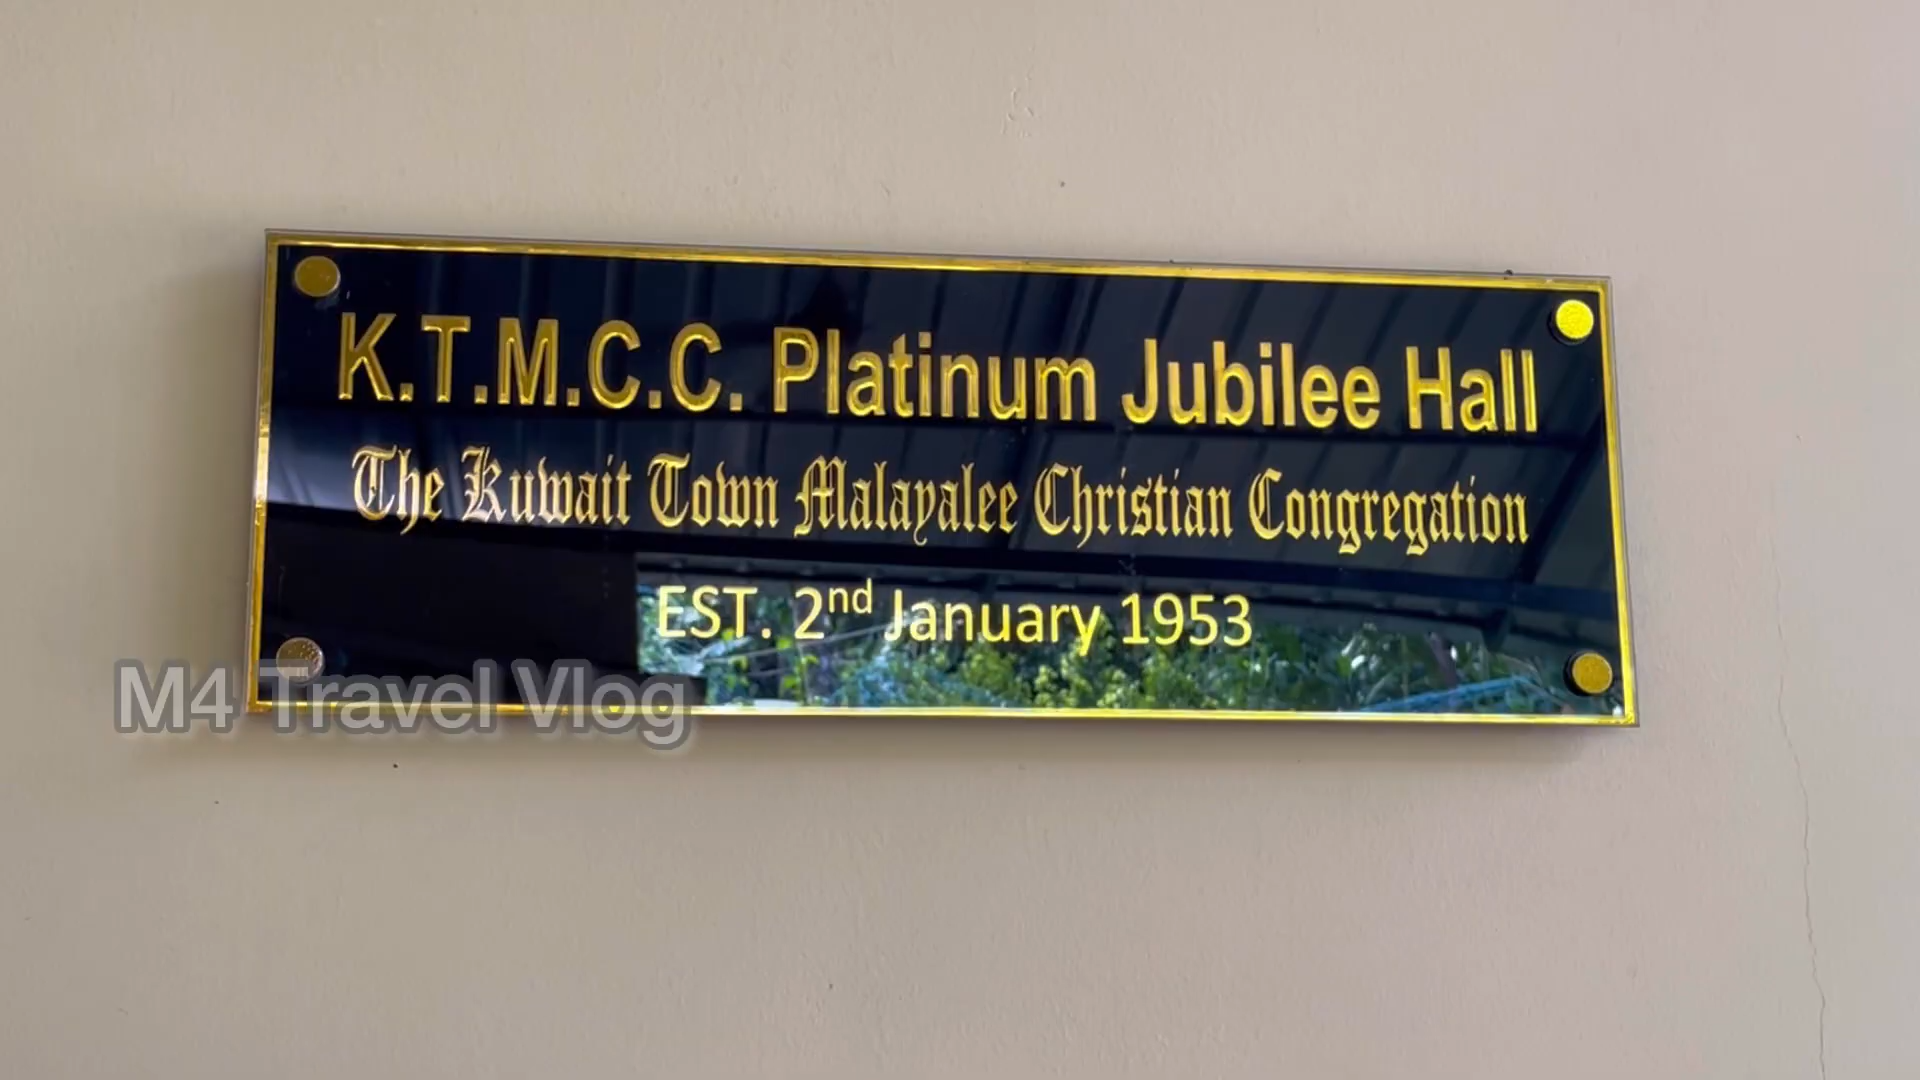 K.T.M.C.C. Platinum Jubilee Hall
The Kuwait Town Malayalee Christian Congregation
EST. 2nd January 1953
M4 Travel Vlog